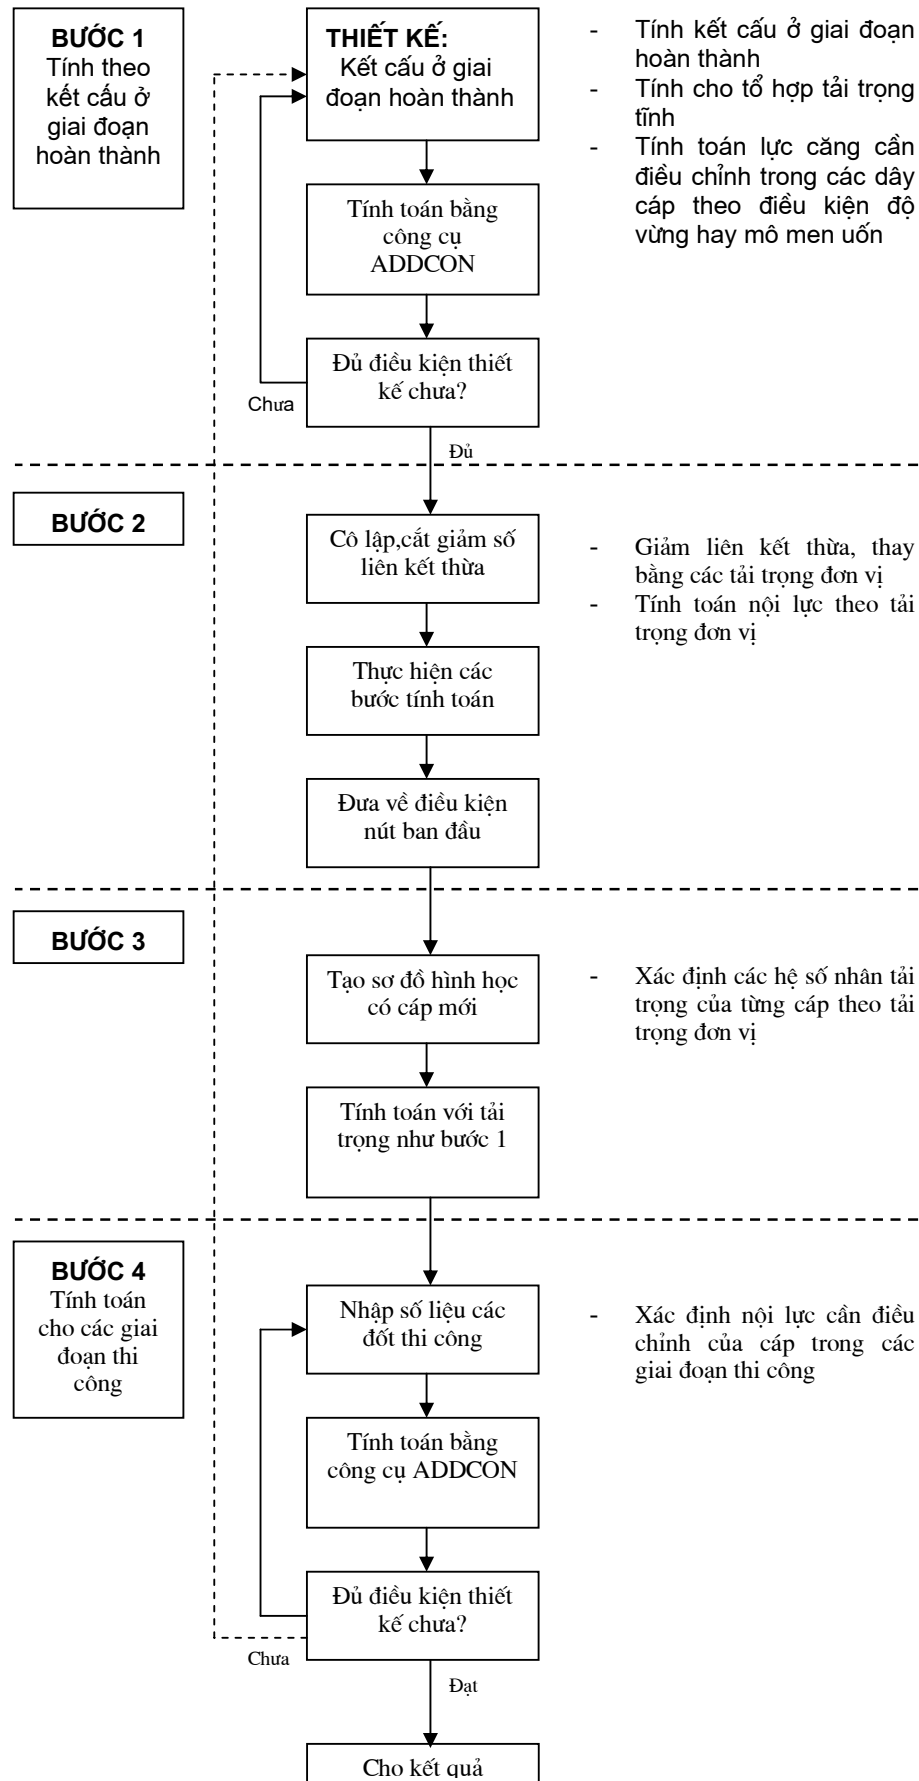 BƯỚC 1
Tính theo
kết cấu ở
giai đoạn
hoàn thành
THIẾT KẾ:
Kết cấu ở giai
đoạn hoàn thành
- Tính kết cấu ở giai đoạn
hoàn thành
- Tính cho tổ hợp tải trọng
tĩnh
- Tính toán lực căng cần
điều chỉnh trong các dây
cáp theo điều kiện độ
vừng hay mô men uốn
Tính toán bằng
công cụ
ADDCON
Đủ điều kiện thiết
kế chưa?
Chưa
Đủ
BƯỚC 2
Cô lập,cắt giảm số
liên kết thừa
- Giảm liên kết thừa, thay
bằng các tải trọng đơn vị
- Tính toán nội lực theo tải
trọng đơn vị
Thực hiện các
bước tính toán
Đưa về điều kiện
nút ban đầu
BƯỚC 3
Tạo sơ đồ hình học
có cáp mới
- Xác định các hệ số nhân tải
trọng của từng cáp theo tải
trọng đơn vị
Tính toán với tải
trọng như bước 1
BƯỚC 4
Tính toán
cho các giai
đoạn thi
công
Nhập số liệu các
đốt thi công
- Xác định nội lực cần điều
chỉnh của cáp trong các
giai đoạn thi công
Tính toán bằng
công cụ ADDCON
Đủ điều kiện thiết
kế chưa?
Chưa
Đạt
Cho kết quả